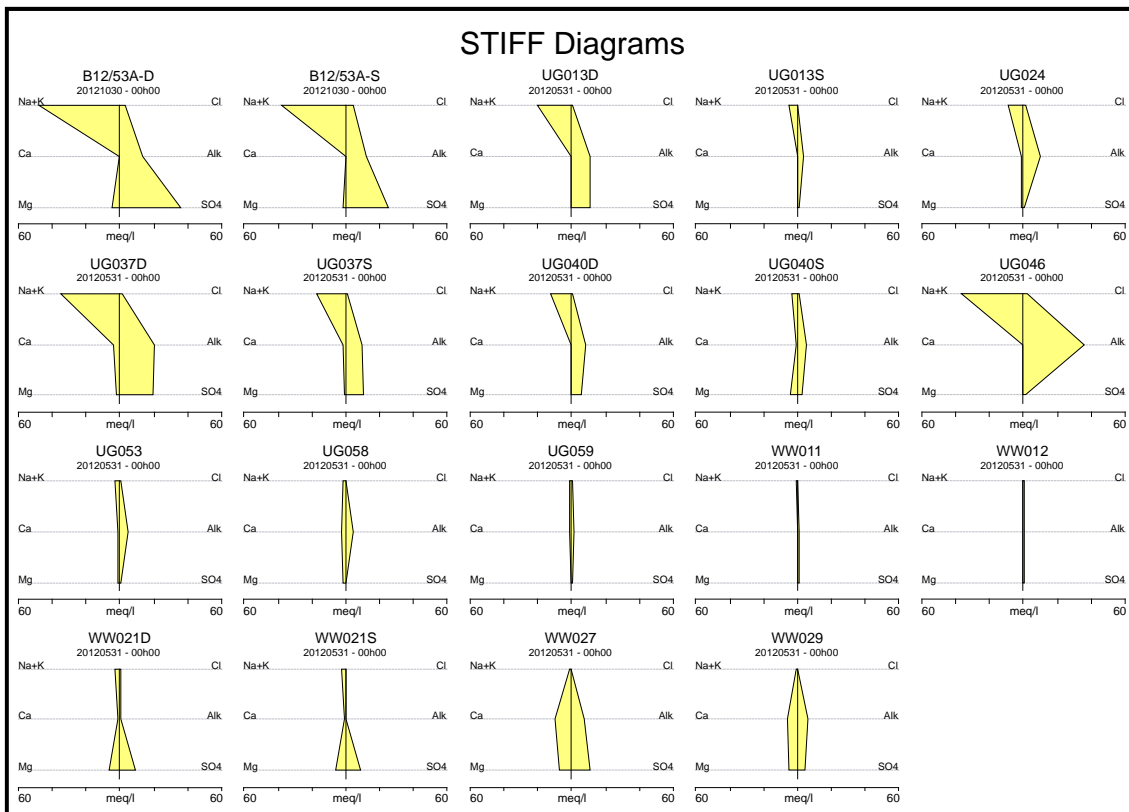 STIFF Diagrams
B12/53A-D
20121030 - 00h00
Na+K Cl
Ca Alk
Mg SO4
60 meq/l 60
B12/53A-S
20121030 - 00h00
Na+K Cl
Ca Alk
Mg SO4
60 meq/l 60
UG013D
20120531 - 00h00
Na+K Cl
Ca Alk
Mg SO4
60 meq/l 60
UG013S
20120531 - 00h00
Na+K Cl
Ca Alk
Mg SO4
60 meq/l 60
UG024
20120531 - 00h00
Na+K Cl
Ca Alk
Mg SO4
60 meq/l 60
UG037D
20120531 - 00h00
Na+K Cl
Ca Alk
Mg SO4
60 meq/l 60
UG037S
20120531 - 00h00
Na+K Cl
Ca Alk
Mg SO4
60 meq/l 60
UG040D
20120531 - 00h00
Na+K Cl
Ca Alk
Mg SO4
60 meq/l 60
UG040S
20120531 - 00h00
Na+K Cl
Ca Alk
Mg SO4
60 meq/l 60
UG046
20120531 - 00h00
Na+K Cl
Ca Alk
Mg SO4
60 meq/l 60
UG053
20120531 - 00h00
Na+K Cl
Ca Alk
Mg SO4
60 meq/l 60
UG058
20120531 - 00h00
Na+K Cl
Ca Alk
Mg SO4
60 meq/l 60
UG059
20120531 - 00h00
Na+K Cl
Ca Alk
Mg SO4
60 meq/l 60
WW011
20120531 - 00h00
Na+K Cl
Ca Alk
Mg SO4
60 meq/l 60
WW012
20120531 - 00h00
Na+K Cl
Ca Alk
Mg SO4
60 meq/l 60
WW021D
20120531 - 00h00
Na+K Cl
Ca Alk
Mg SO4
60 meq/l 60
WW021S
20120531 - 00h00
Na+K Cl
Ca Alk
Mg SO4
60 meq/l 60
WW027
20120531 - 00h00
Na+K Cl
Ca Alk
Mg SO4
60 meq/l 60
WW029
20120531 - 00h00
Na+K Cl
Ca Alk
Mg SO4
60 meq/l 60